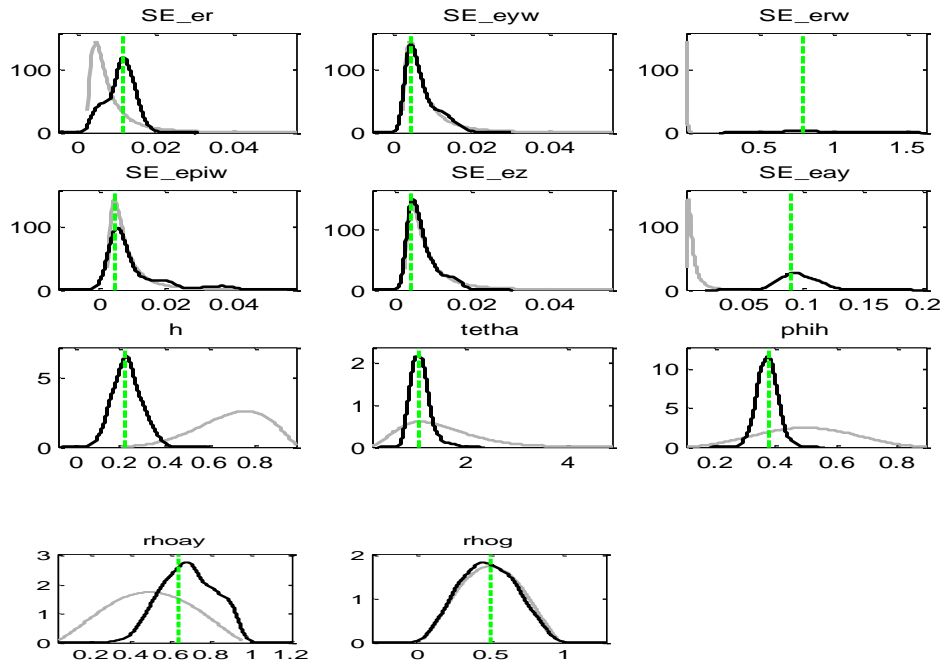 SE_er SE_eyw SE_erw
100 100 100
0 0 0
0 0.02 0.04 0 0.02 0.04 0.5 1 1.5
SE_epiw SE_ez SE_eay
100 100 100
0 0 0
0 0.02 0.04 0 0.02 0.04 0.05 0.1 0.15 0.2
h tetha phih
5 2 10
1 5
0 0 0
0 0.2 0.4 0.6 0.8 2 4 0.2 0.4 0.6 0.8
rhoay rhog
3 2
2 1
1
0 0
0.2 0.4 0.6 0.8 1 1.2 0 0.5 1